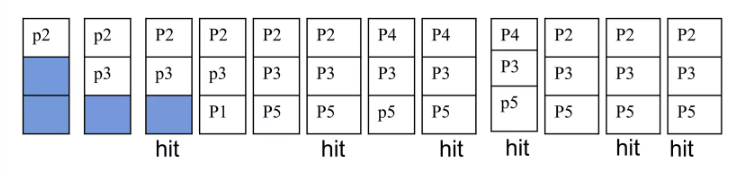 p2 p2 P2 P2 P2 P2 P4 P4 P4 P2 P2 P2
p3 p3 p3 P3 P3 P3 P3 P3 P3 P3 P3
P1 P5 P5 p5 P5 p5 P5 P5 P5
hit hit hit hit hit hit